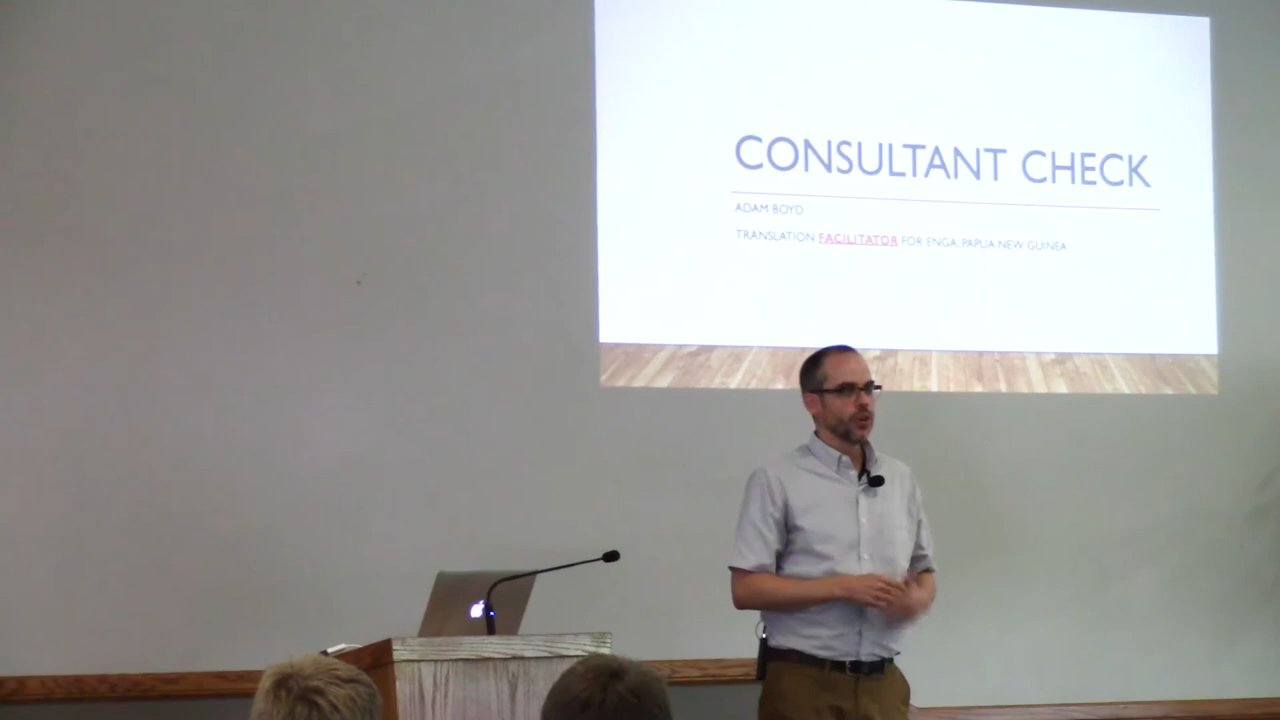 CONSULTANT CHECK
ADAM BOYD
TRANSLATION FACILITATOR FOR ENGA, PAPUA NEW GUINEA